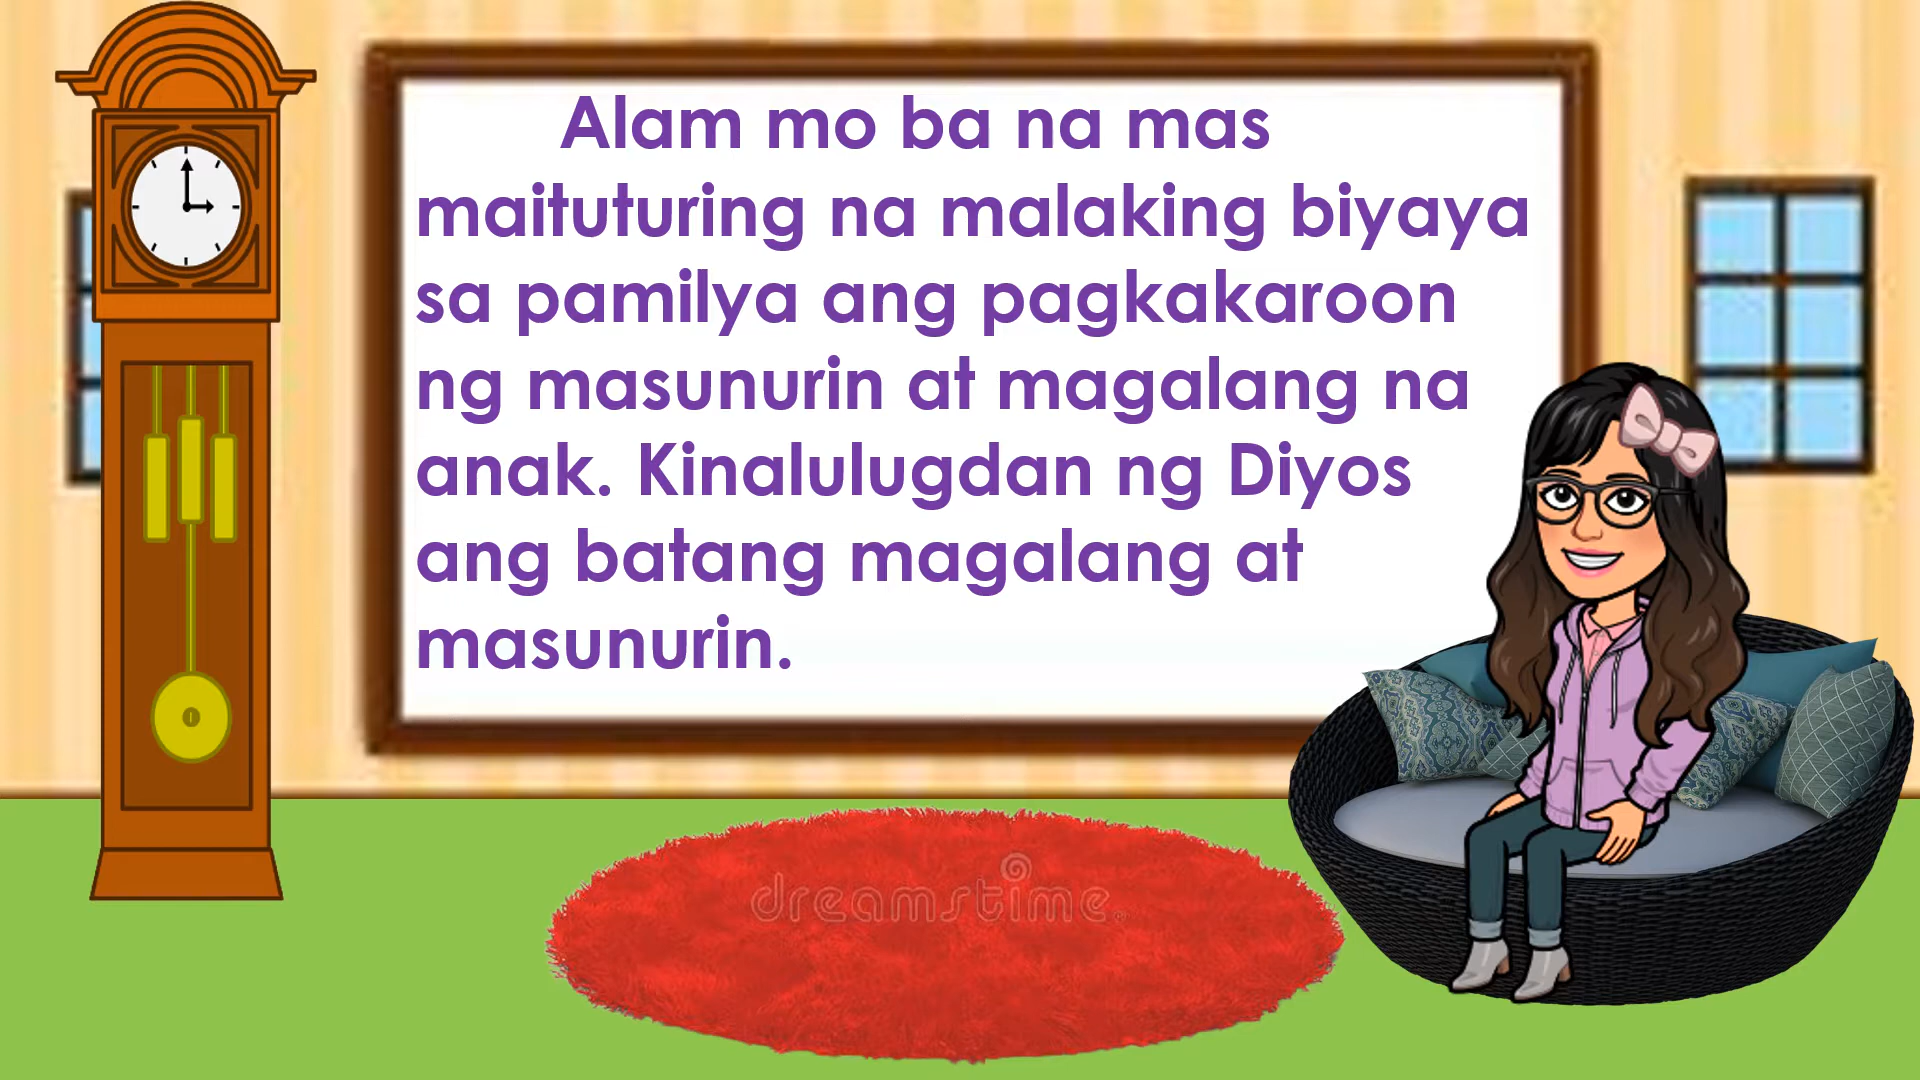 Alam mo ba na mas
maituturing na malaking biyaya
sa pamilya ang pagkakaroon
ng masunurin at magalang na
anak. Kinalulugdan ng Diyos
ang batang magalang at
masunurin.
dreamstime.